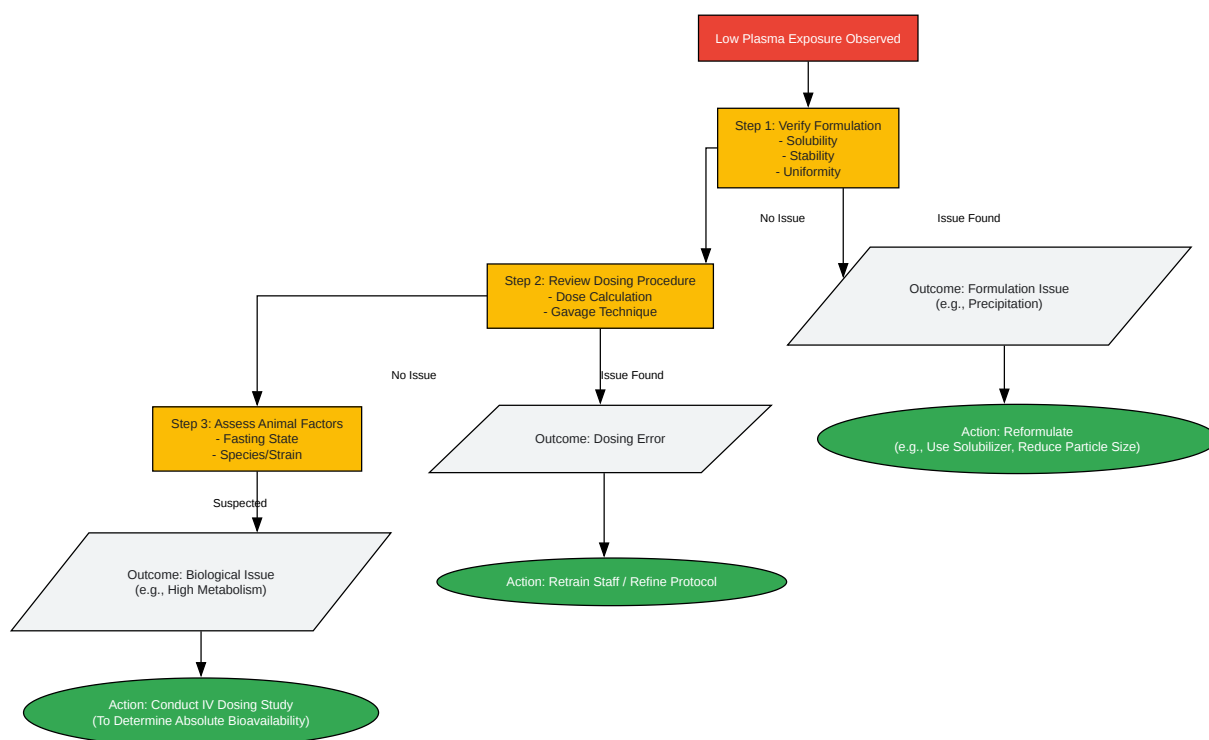 Low Plasma Exposure Observed
Step 1: Verify Formulation
- Solubility
- Stability
- Uniformity
No Issue
Issue Found
Step 2: Review Dosing Procedure
- Dose Calculation
- Gavage Technique
Outcome: Formulation Issue
(e.g., Precipitation)
No Issue
Issue Found
Step 3: Assess Animal Factors
- Fasting State
- Species/Strain
Outcome: Dosing Error
Action: Reformulate
(e.g., Use Solubilizer, Reduce Particle Size)
Suspected
Outcome: Biological Issue
(e.g., High Metabolism)
Action: Retrain Staff / Refine Protocol
Action: Conduct IV Dosing Study
(To Determine Absolute Bioavailability)